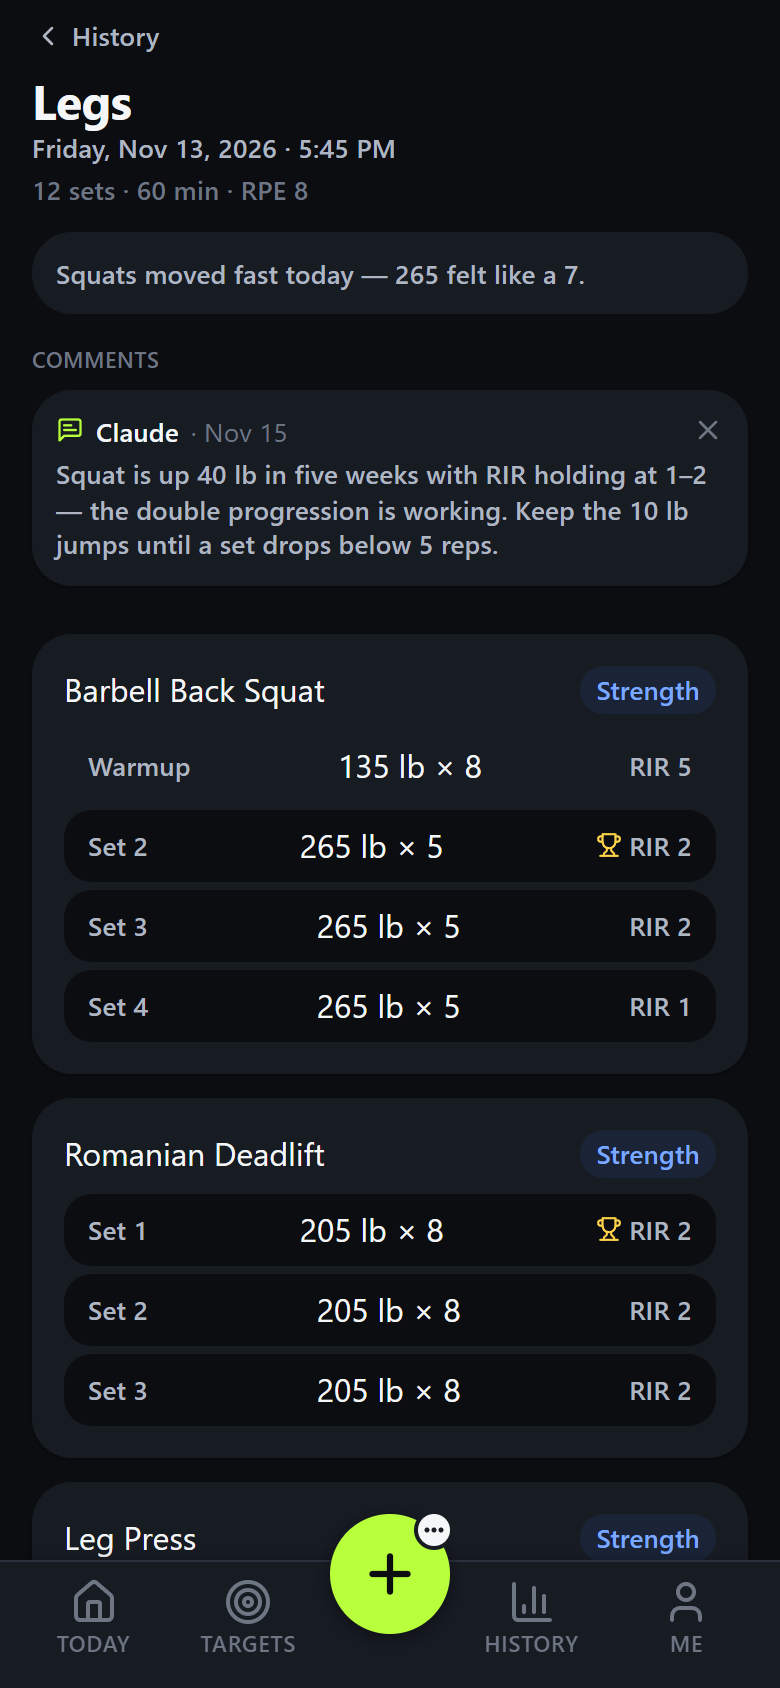 History
Legs
Friday, Nov 13, 2026 · 5:45 PM
12 sets · 60 min · RPE 8
Squats moved fast today — 265 felt like a 7.
COMMENTS
Claude · Nov 15
Squat is up 40 lb in five weeks with RIR holding at 1–2
— the double progression is working. Keep the 10 lb
jumps until a set drops below 5 reps.
Barbell Back Squat Strength
Warmup 135 lb × 8 RIR 5
Set 2 265 lb × 5 RIR 2
Set 3 265 lb × 5 RIR 2
Set 4 265 lb × 5 RIR 1
Romanian Deadlift Strength
Set 1 205 lb × 8 RIR 2
Set 2 205 lb × 8 RIR 2
Set 3 205 lb × 8 RIR 2
Leg Press Strength
TODAY TARGETS HISTORY ME